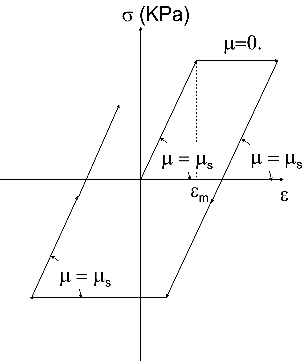 σ (KPa)
μ=0.
μ = μs
μ = μs
εm
ε
μ = μs